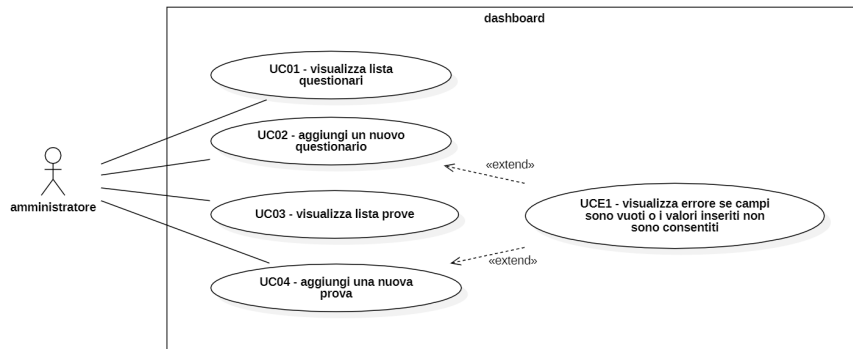 dashboard
UC01 - visualizza lista
questionari
UC02 - aggiungi un nuovo
questionario
«extend»
amministratore
UC03 - visualizza lista prove
UCE1 - visualizza errore se campi
sono vuoti o i valori inseriti non
sono consentiti
«extend»
UC04 - aggiungi una nuova
prova